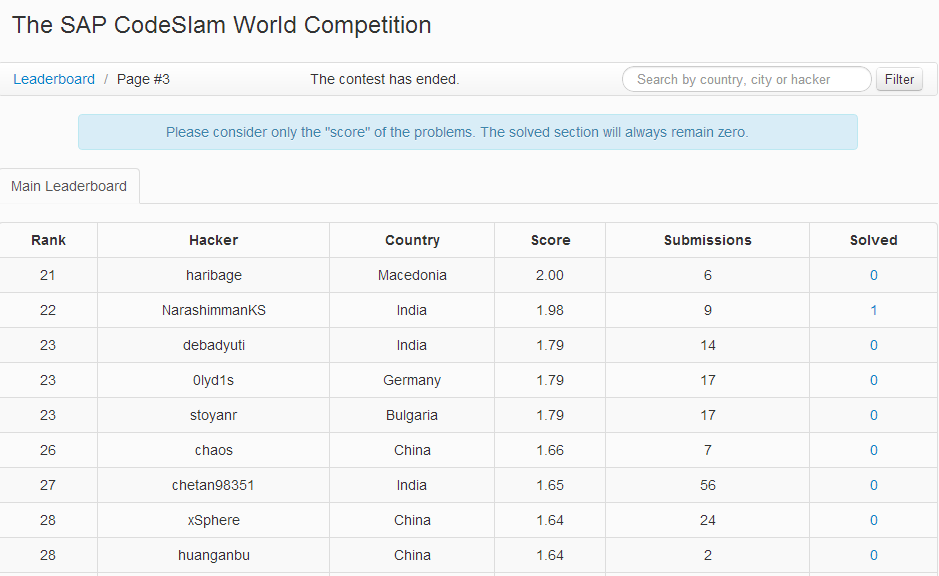 The SAP CodeSlam World Competition
Leaderboard / Page #3 The contest has ended. Search by country, city or hacker Filter
Please consider only the "score" of the problems. The solved section will always remain zero.
Main Leaderboard
Rank Hacker Country Score Submissions Solved
21 haribage Macedonia 2.00 6 0
22 NarashimmanKS India 1.98 9 1
23 debadyuti India 1.79 14 0
23 0lyd1s Germany 1.79 17 0
23 stoyanr Bulgaria 1.79 17 0
26 chaos China 1.66 7 0
27 chetan98351 India 1.65 56 0
28 xSphere China 1.64 24 0
28 huanganbu China 1.64 2 0